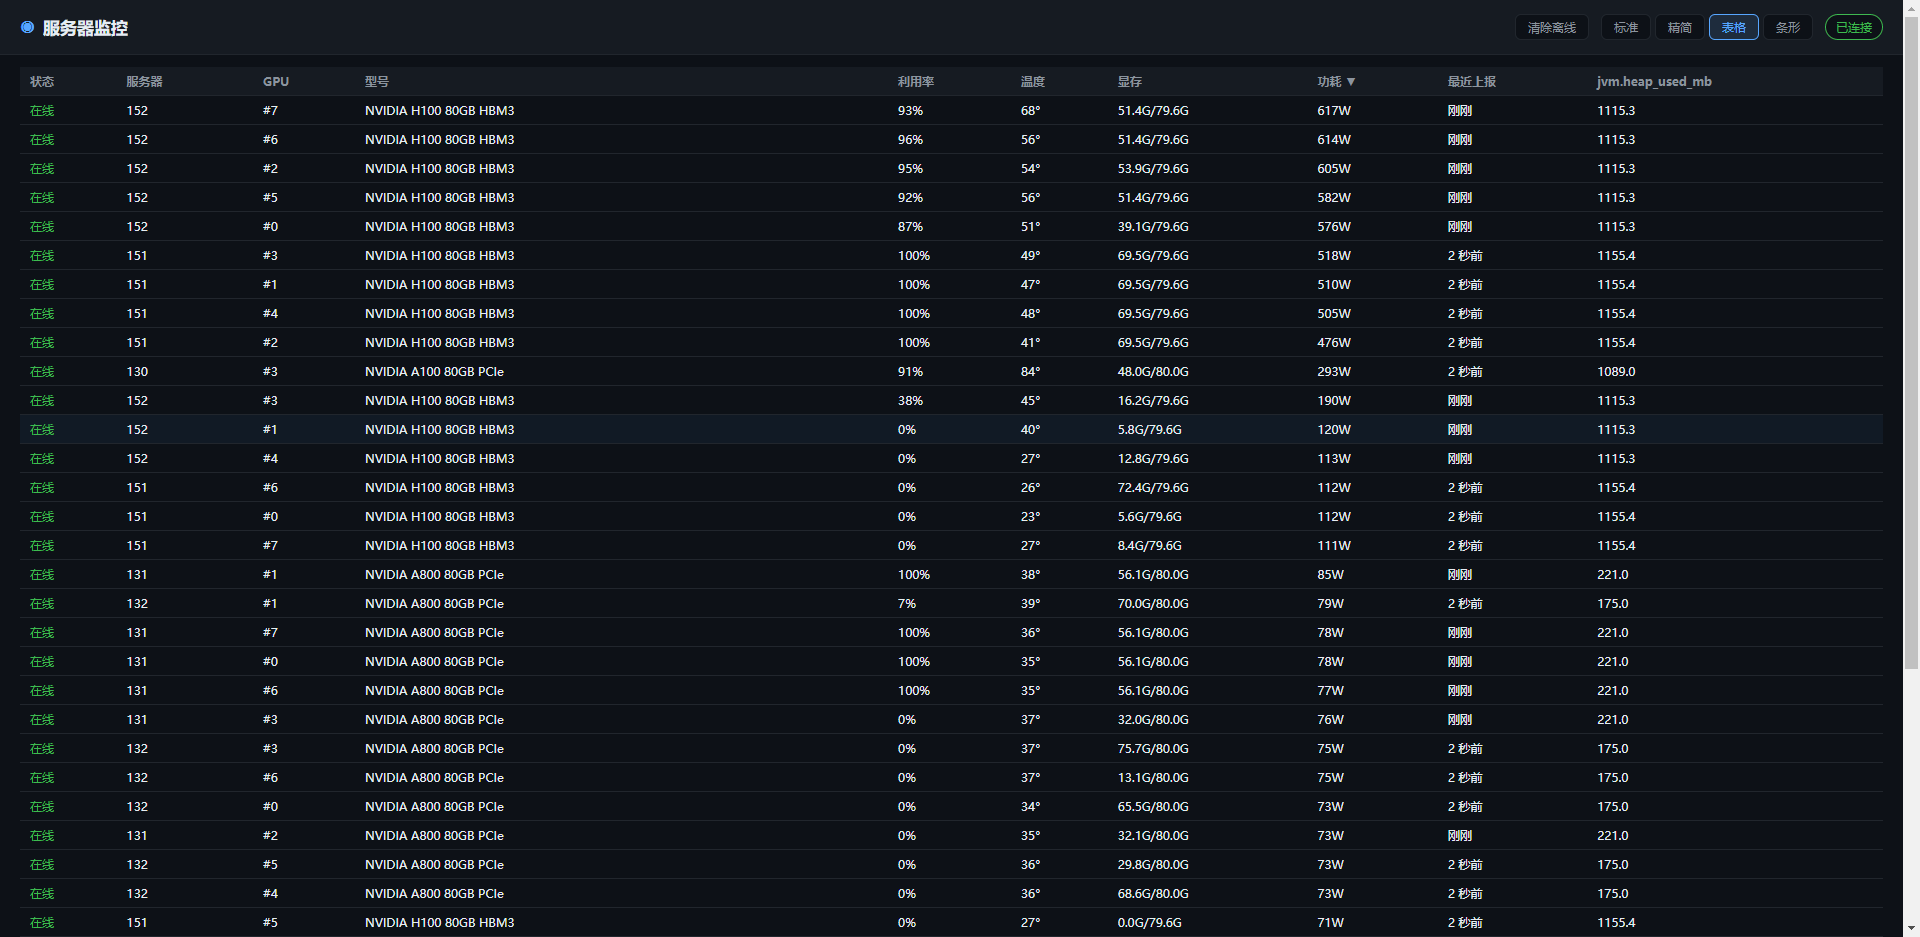 服务器监控 清除离线 标准 精简 表格 条形 已连接
状态 服务器 GPU 型号 利用率 温度 显存 功耗 ▼ 最近上报 jvm.heap_used_mb
在线 152 #7 NVIDIA H100 80GB HBM3 93% 68° 51.4G/79.6G 617W 刚刚 1115.3
在线 152 #6 NVIDIA H100 80GB HBM3 96% 56° 51.4G/79.6G 614W 刚刚 1115.3
在线 152 #2 NVIDIA H100 80GB HBM3 95% 54° 53.9G/79.6G 605W 刚刚 1115.3
在线 152 #5 NVIDIA H100 80GB HBM3 92% 56° 51.4G/79.6G 582W 刚刚 1115.3
在线 152 #0 NVIDIA H100 80GB HBM3 87% 51° 39.1G/79.6G 576W 刚刚 1115.3
在线 151 #3 NVIDIA H100 80GB HBM3 100% 49° 69.5G/79.6G 518W 2 秒前 1155.4
在线 151 #1 NVIDIA H100 80GB HBM3 100% 47° 69.5G/79.6G 510W 2 秒前 1155.4
在线 151 #4 NVIDIA H100 80GB HBM3 100% 48° 69.5G/79.6G 505W 2 秒前 1155.4
在线 151 #2 NVIDIA H100 80GB HBM3 100% 41° 69.5G/79.6G 476W 2 秒前 1155.4
在线 130 #3 NVIDIA A100 80GB PCIe 91% 84° 48.0G/80.0G 293W 2 秒前 1089.0
在线 152 #3 NVIDIA H100 80GB HBM3 38% 45° 16.2G/79.6G 190W 刚刚 1115.3
在线 152 #1 NVIDIA H100 80GB HBM3 0% 40° 5.8G/79.6G 120W 刚刚 1115.3
在线 152 #4 NVIDIA H100 80GB HBM3 0% 27° 12.8G/79.6G 113W 刚刚 1115.3
在线 151 #6 NVIDIA H100 80GB HBM3 0% 26° 72.4G/79.6G 112W 2 秒前 1155.4
在线 151 #0 NVIDIA H100 80GB HBM3 0% 23° 5.6G/79.6G 112W 2 秒前 1155.4
在线 151 #7 NVIDIA H100 80GB HBM3 0% 27° 8.4G/79.6G 111W 2 秒前 1155.4
在线 131 #1 NVIDIA A800 80GB PCIe 100% 38° 56.1G/80.0G 85W 刚刚 221.0
在线 132 #1 NVIDIA A800 80GB PCIe 7% 39° 70.0G/80.0G 79W 2 秒前 175.0
在线 131 #7 NVIDIA A800 80GB PCIe 100% 36° 56.1G/80.0G 78W 刚刚 221.0
在线 131 #0 NVIDIA A800 80GB PCIe 100% 35° 56.1G/80.0G 78W 刚刚 221.0
在线 131 #6 NVIDIA A800 80GB PCIe 100% 35° 56.1G/80.0G 77W 刚刚 221.0
在线 131 #3 NVIDIA A800 80GB PCIe 0% 37° 32.0G/80.0G 76W 刚刚 221.0
在线 132 #3 NVIDIA A800 80GB PCIe 0% 37° 75.7G/80.0G 75W 2 秒前 175.0
在线 132 #6 NVIDIA A800 80GB PCIe 0% 37° 13.1G/80.0G 75W 2 秒前 175.0
在线 132 #0 NVIDIA A800 80GB PCIe 0% 34° 65.5G/80.0G 73W 2 秒前 175.0
在线 131 #2 NVIDIA A800 80GB PCIe 0% 35° 32.1G/80.0G 73W 刚刚 221.0
在线 132 #5 NVIDIA A800 80GB PCIe 0% 36° 29.8G/80.0G 73W 2 秒前 175.0
在线 132 #4 NVIDIA A800 80GB PCIe 0% 36° 68.6G/80.0G 73W 2 秒前 175.0
在线 151 #5 NVIDIA H100 80GB HBM3 0% 27° 0.0G/79.6G 71W 2 秒前 1155.4